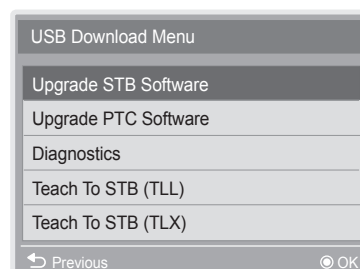 USB Download Menu
Upgrade STB Software
Upgrade PTC Software
Diagnostics
Teach To STB (TLL)
Teach To STB (TLX)
Previous OK